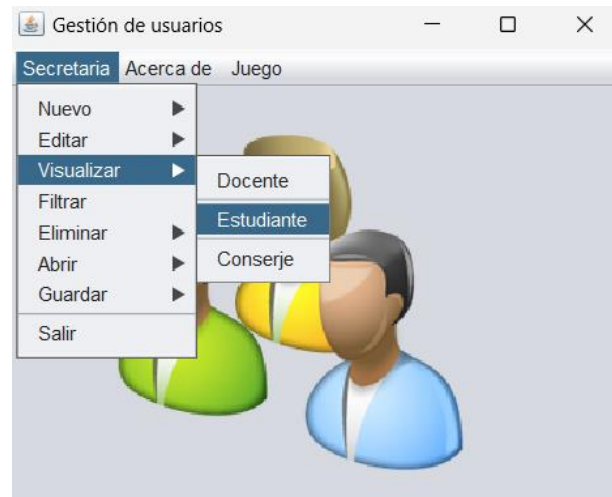 Gestión de usuarios
Secretaria Acerca de Juego
Nuevo
Editar
Visualizar
Filtrar
Eliminar
Abrir
Guardar
Salir
Docente
Estudiante
Conserje